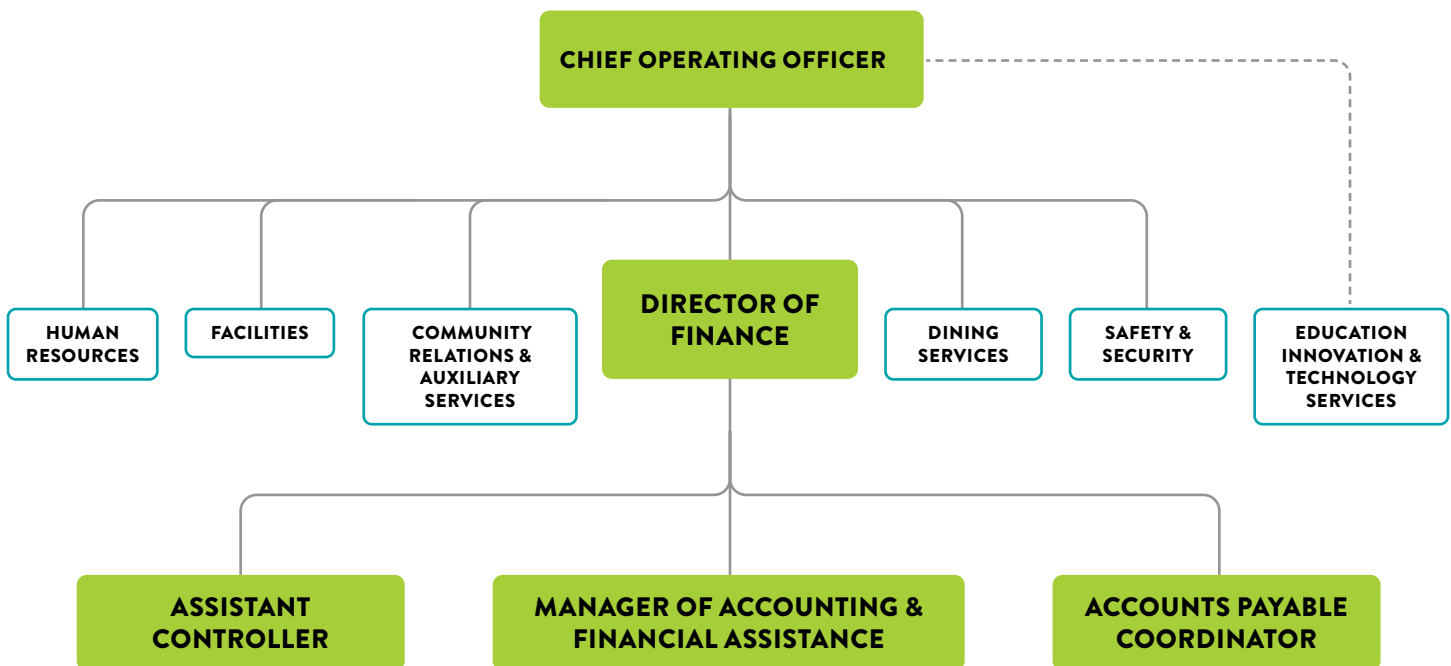 CHIEF OPERATING OFFICER
HUMAN
RESOURCES
FACILITIES
COMMUNITY
RELATIONS &
AUXILIARY
SERVICES
DIRECTOR OF
FINANCE
DINING
SERVICES
SAFETY &
SECURITY
EDUCATION
INNOVATION &
TECHNOLOGY
SERVICES
ASSISTANT
CONTROLLER
MANAGER OF ACCOUNTING &
FINANCIAL ASSISTANCE
ACCOUNTS PAYABLE
COORDINATOR